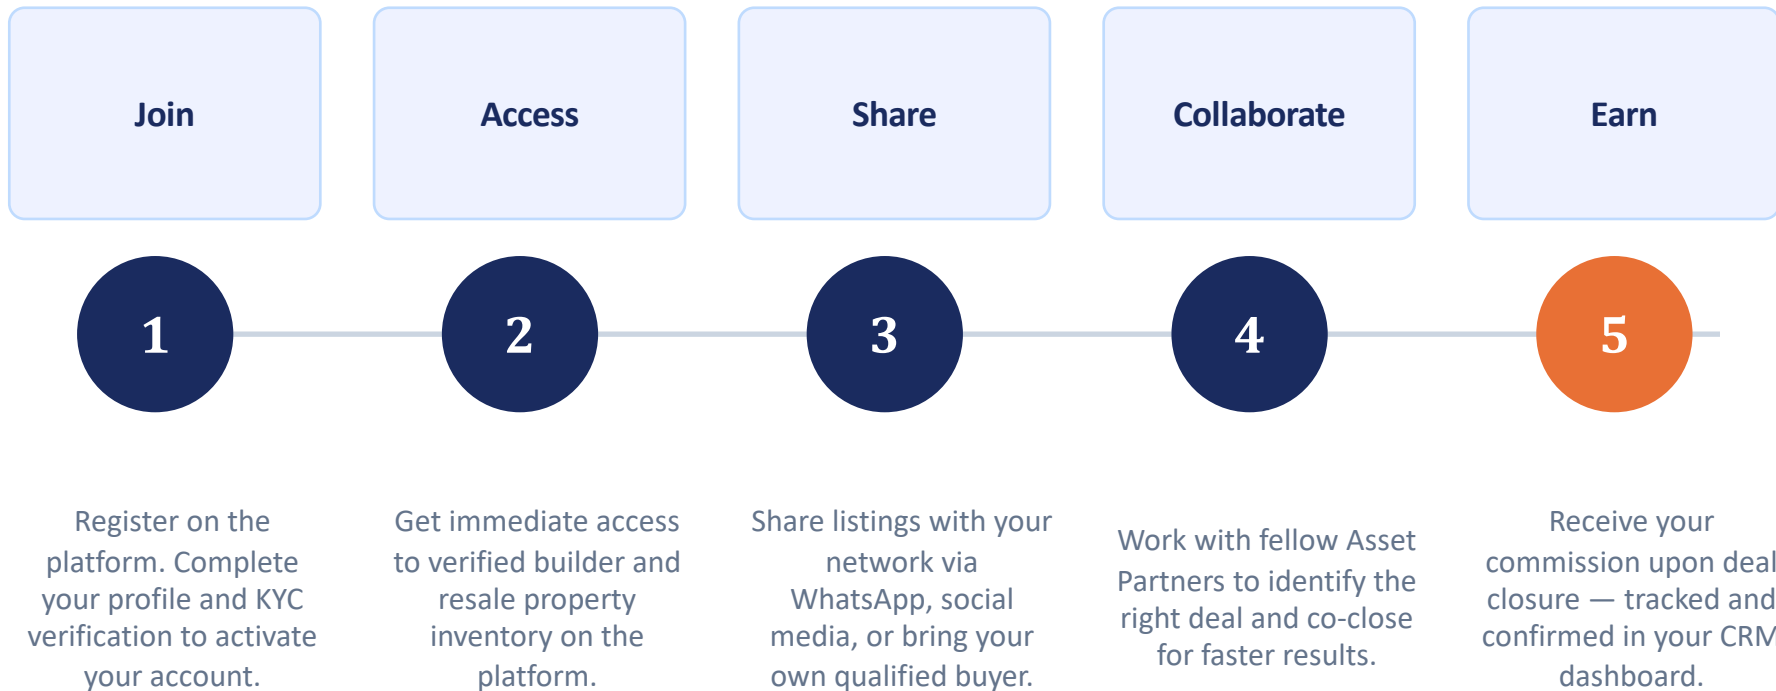 Join
Access
Share
Collaborate
Earn
1
2
3
4
5
Register on the
platform. Complete
your profile and KYC
verification to activate
your account.
Get immediate access
to verified builder and
resale property
inventory on the
platform.
Share listings with your
network via
WhatsApp, social
media, or bring your
own qualified buyer.
Work with fellow Asset
Partners to identify the
right deal and co-close
for faster results.
Receive your
commission upon deal
closure — tracked and
confirmed in your CRM
dashboard.